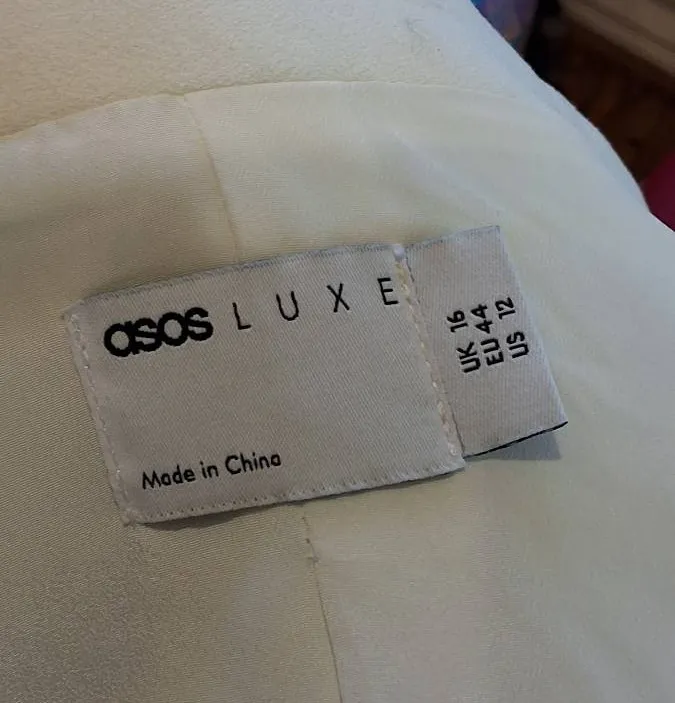 asos LUXE
Made in China
UK 16
EU 44
US 12